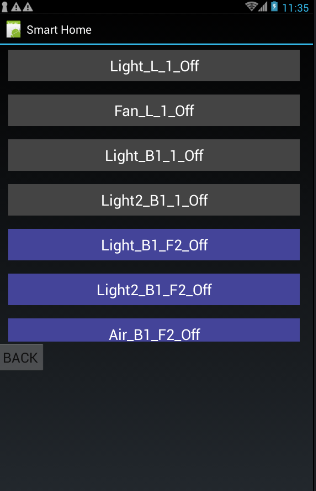 11:35
Smart Home
Light_L_1_Off
Fan_L_1_Off
Light_B1_1_Off
Light2_B1_1_Off
Light_B1_F2_Off
Light2_B1_F2_Off
Air_B1_F2_Off
BACK